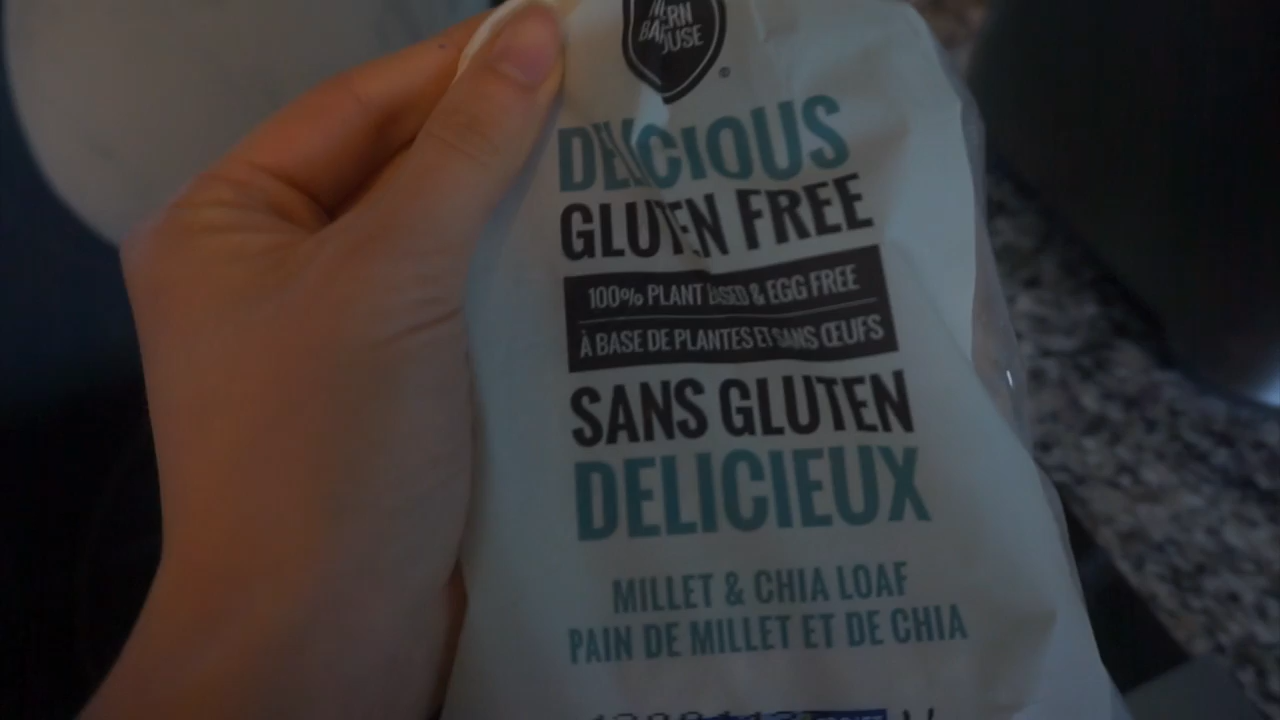 DELICIOUS
GLUTEN FREE
100% PLANT BASED & EGG FREE
À BASE DE PLANTES ET SANS ŒUFS
SANS GLUTEN
DELICIEUX
MILLET & CHIA LOAF
PAIN DE MILLET ET DE CHIA